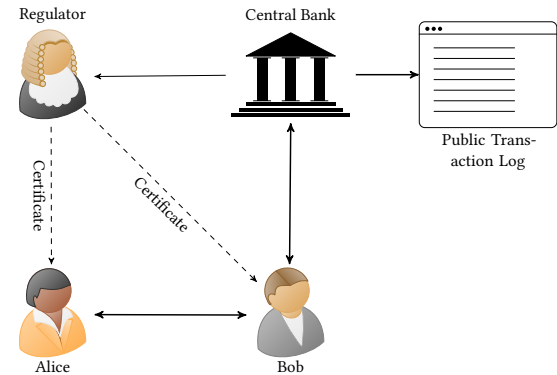 Regulator
Central Bank
Public Trans-
action Log
Certificate
Certificate
Alice
Bob